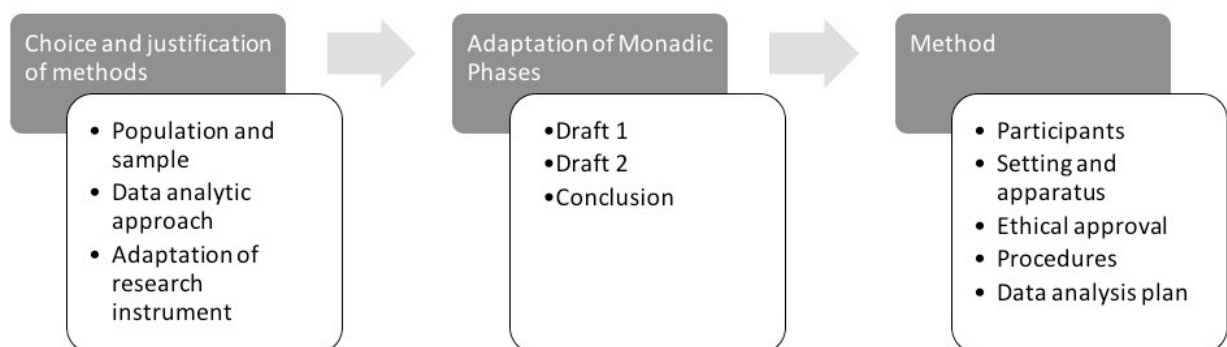 Choice and justification
of methods
• Population and
sample
• Data analytic
approach
• Adaptation of
research
instrument
Adaptation of Monadic
Phases
•Draft 1
•Draft 2
•Conclusion
Method
• Participants
• Setting and
apparatus
• Ethical approval
• Procedures
• Data analysis plan